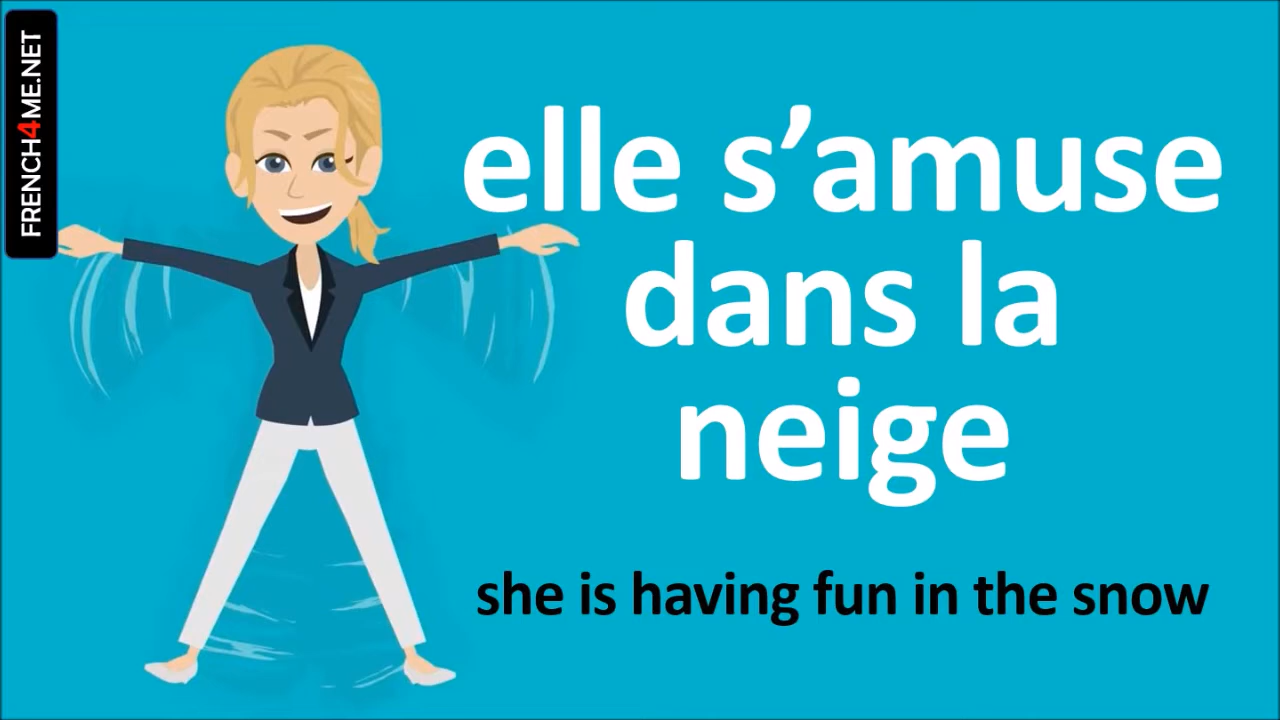 FRENCH4ME.NET
elle s’amuse
dans la
neige
she is having fun in the snow